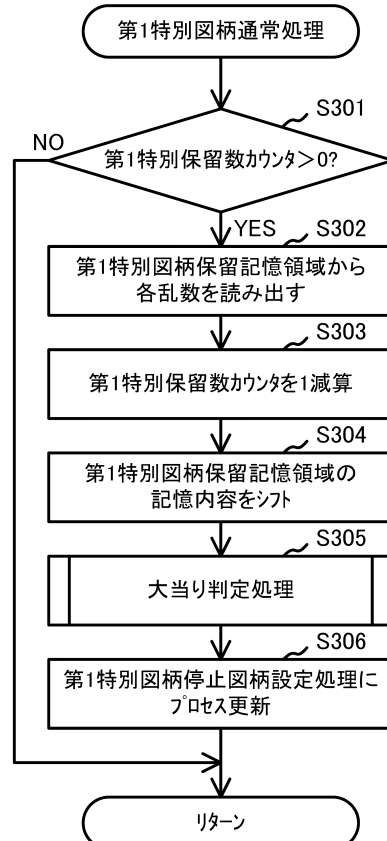 第1特別図柄通常処理
S301
NO
第1特別保留数カウンタ＞0?
YES
S302
第1特別図柄保留記憶領域から
各乱数を読み出す
S303
第1特別保留数カウンタを1減算
S304
第1特別図柄保留記憶領域の
記憶内容をシフト
S305
大当り判定処理
S306
第1特別図柄停止図柄設定処理に
プロセス更新
リターン